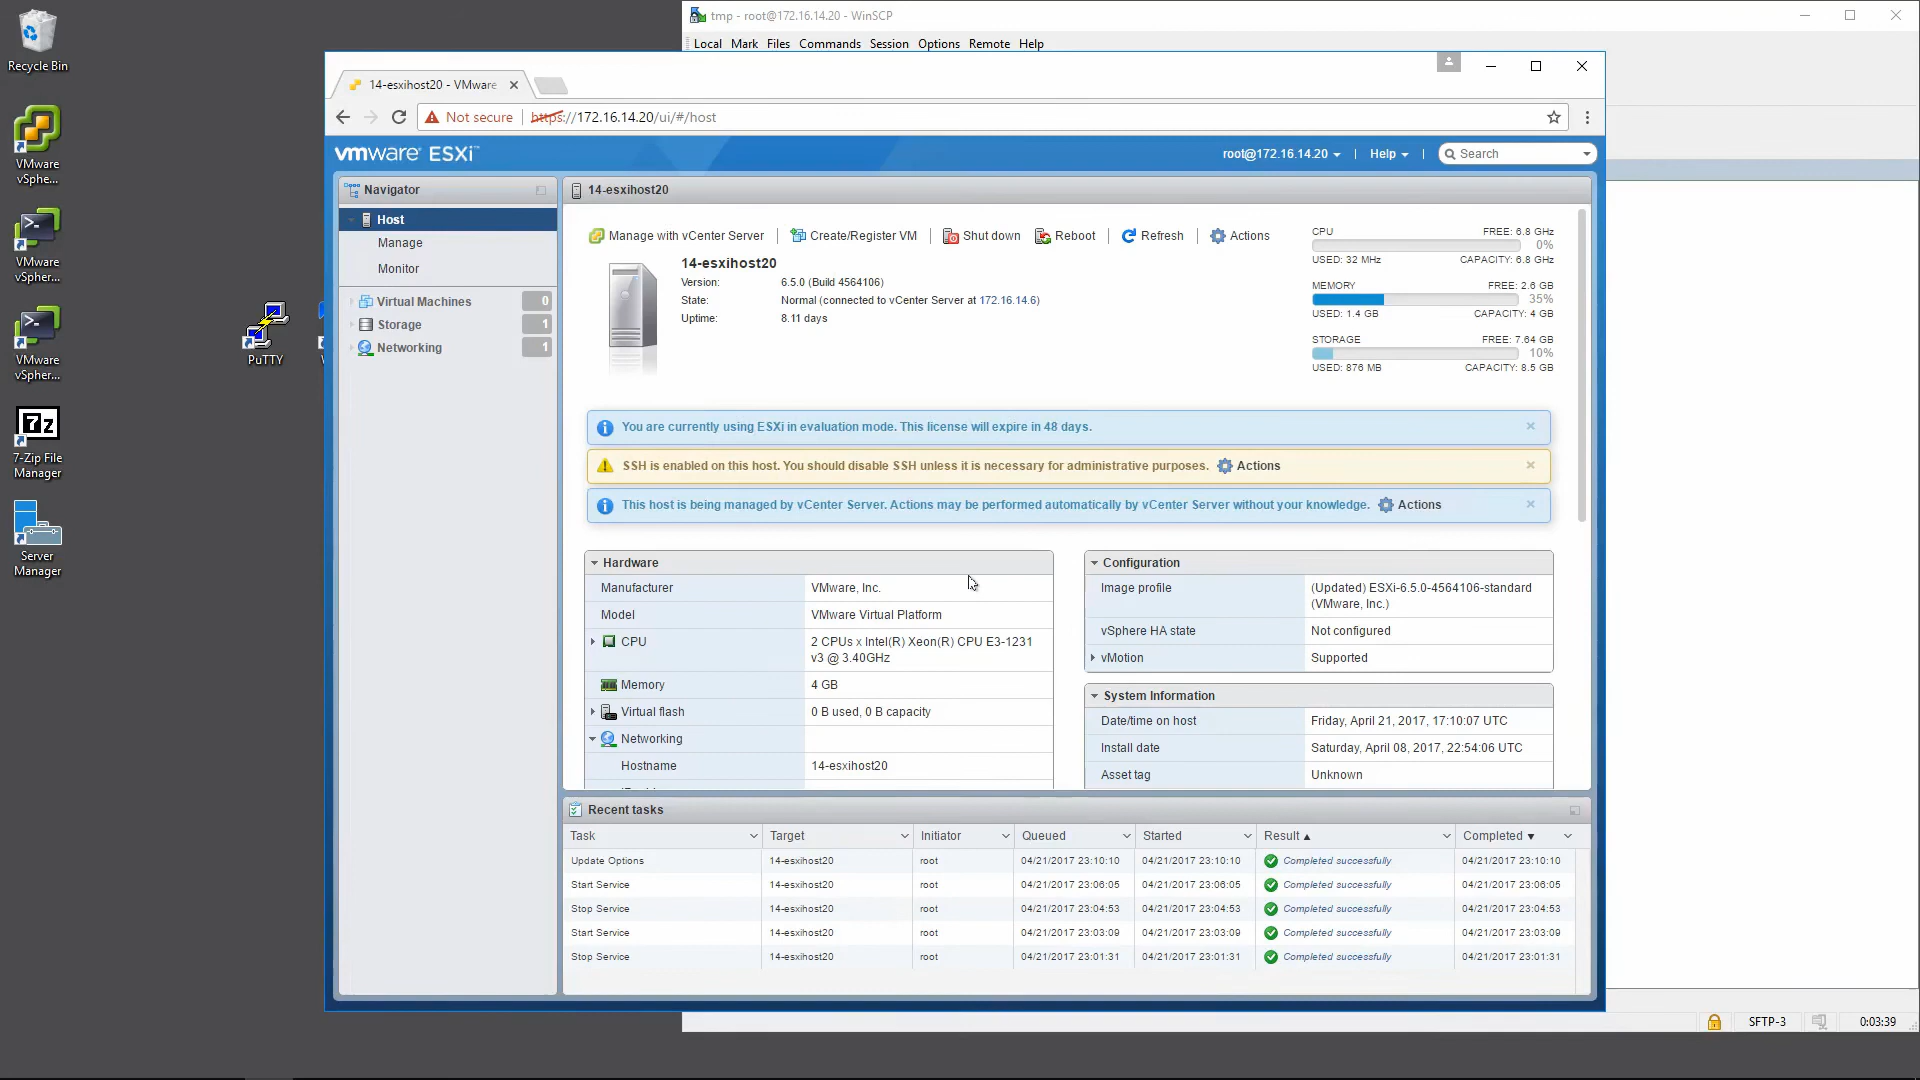 Recycle Bin
VMware
vSphe...
VMware
vSpher...
VMware
vSpher...
7-Zip File
Manager
Server
Manager
PuTTY
tmp - root@172.16.14.20 - WinSCP
Local Mark Files Commands Session Options Remote Help
14-esxihost20 - VMware
Not secure https://172.16.14.20/ui/#/host
vmware ESXi™
root@172.16.14.20 Help Search
Navigator
Host
Manage
Monitor
Virtual Machines 0
Storage 1
Networking 1
14-esxihost20
Manage with vCenter Server Create/Register VM Shut down Reboot Refresh Actions
14-esxihost20
Version: 6.5.0 (Build 4564106)
State: Normal (connected to vCenter Server at 172.16.14.6)
Uptime: 8.11 days
CPU FREE: 6.8 GHz
0%
USED: 32 MHz CAPACITY: 6.8 GHz
MEMORY FREE: 2.6 GB
35%
USED: 1.4 GB CAPACITY: 4 GB
STORAGE FREE: 7.64 GB
10%
USED: 876 MB CAPACITY: 8.5 GB
You are currently using ESXi in evaluation mode. This license will expire in 48 days.
SSH is enabled on this host. You should disable SSH unless it is necessary for administrative purposes. Actions
This host is being managed by vCenter Server. Actions may be performed automatically by vCenter Server without your knowledge. Actions
Hardware
Manufacturer VMware, Inc.
Model VMware Virtual Platform
CPU 2 CPUs x Intel(R) Xeon(R) CPU E3-1231
v3 @ 3.40GHz
Memory 4 GB
Virtual flash 0 B used, 0 B capacity
Networking
Hostname 14-esxihost20
Configuration
Image profile (Updated) ESXi-6.5.0-4564106-standard
(VMware, Inc.)
vSphere HA state Not configured
vMotion Supported
System Information
Date/time on host Friday, April 21, 2017, 17:10:07 UTC
Install date Saturday, April 08, 2017, 22:54:06 UTC
Asset tag Unknown
Recent tasks
Task Target Initiator Queued Started Result Completed
Update Options 14-esxihost20 root 04/21/2017 23:10:10 04/21/2017 23:10:10 Completed successfully 04/21/2017 23:10:10
Start Service 14-esxihost20 root 04/21/2017 23:06:05 04/21/2017 23:06:05 Completed successfully 04/21/2017 23:06:05
Stop Service 14-esxihost20 root 04/21/2017 23:04:53 04/21/2017 23:04:53 Completed successfully 04/21/2017 23:04:53
Start Service 14-esxihost20 root 04/21/2017 23:03:09 04/21/2017 23:03:09 Completed successfully 04/21/2017 23:03:09
Stop Service 14-esxihost20 root 04/21/2017 23:01:31 04/21/2017 23:01:31 Completed successfully 04/21/2017 23:01:31
SFTP-3 0:03:39